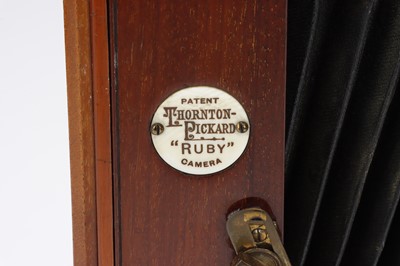 PATENT
THORNTON-
PICKARD
"RUBY"
CAMERA